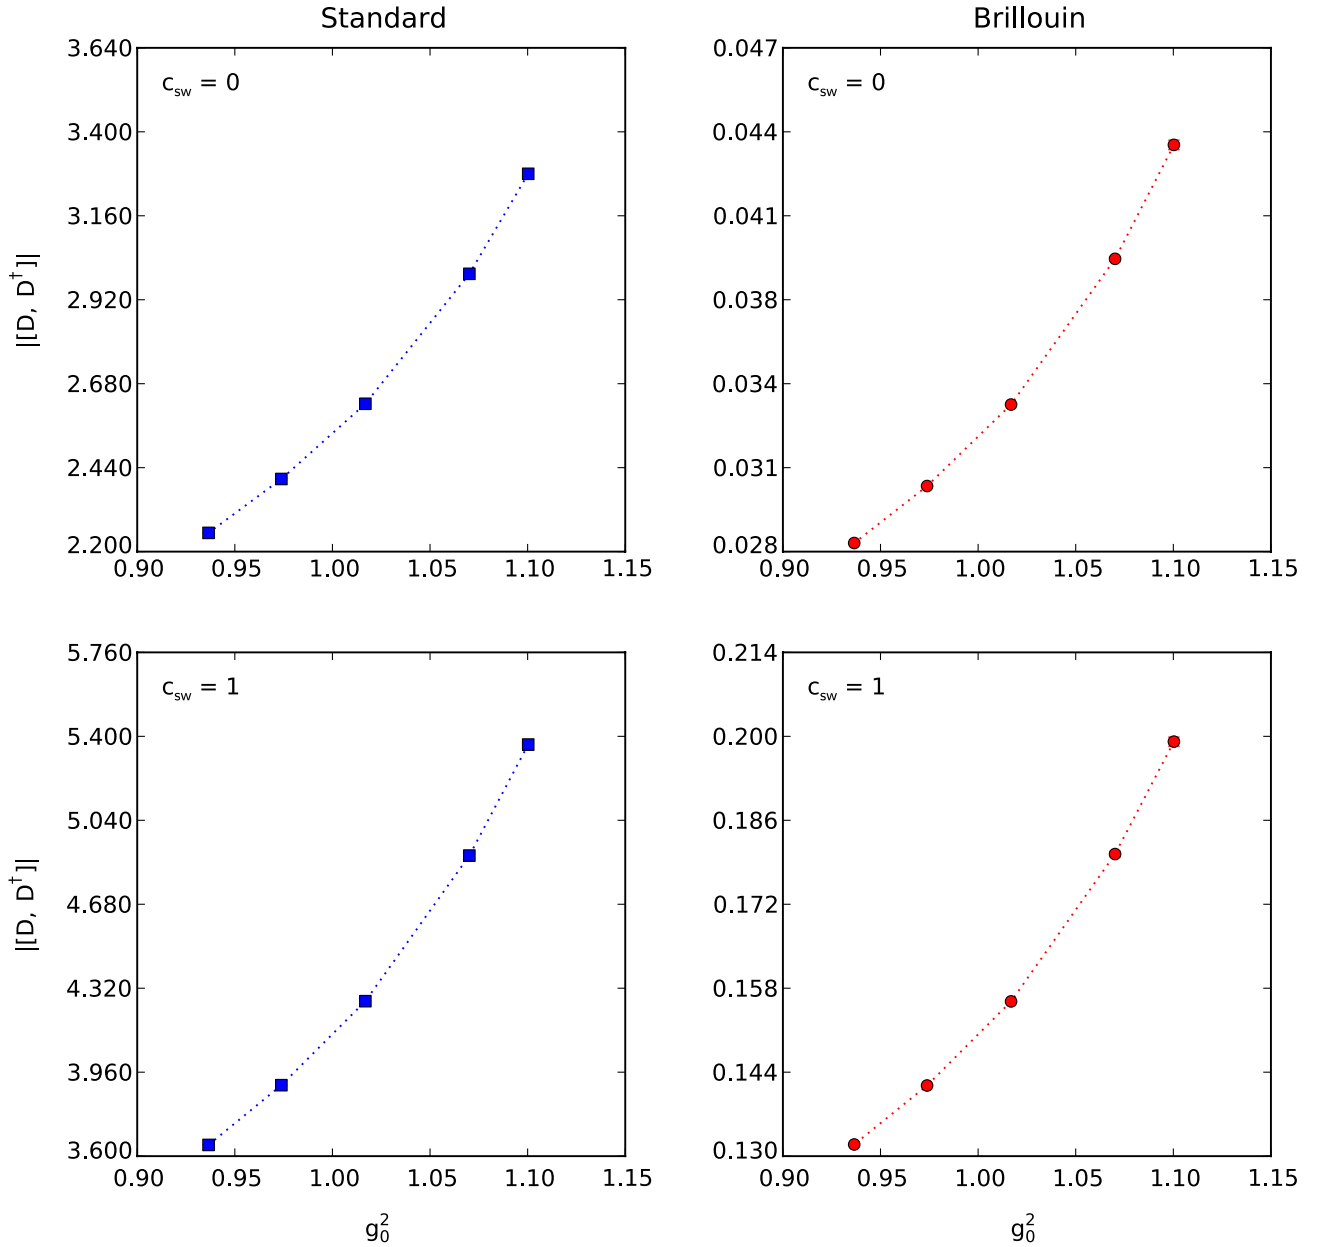 Standard
Brillouin
c_sw = 0
3.640
3.400
3.160
2.920
2.680
2.440
2.200
|[D, D†]|
0.90 0.95 1.00 1.05 1.10 1.15
c_sw = 0
0.047
0.044
0.041
0.038
0.034
0.031
0.028
0.90 0.95 1.00 1.05 1.10 1.15
c_sw = 1
5.760
5.400
5.040
4.680
4.320
3.960
3.600
|[D, D†]|
0.90 0.95 1.00 1.05 1.10 1.15
g_0^2
c_sw = 1
0.214
0.200
0.186
0.172
0.158
0.144
0.130
0.90 0.95 1.00 1.05 1.10 1.15
g_0^2